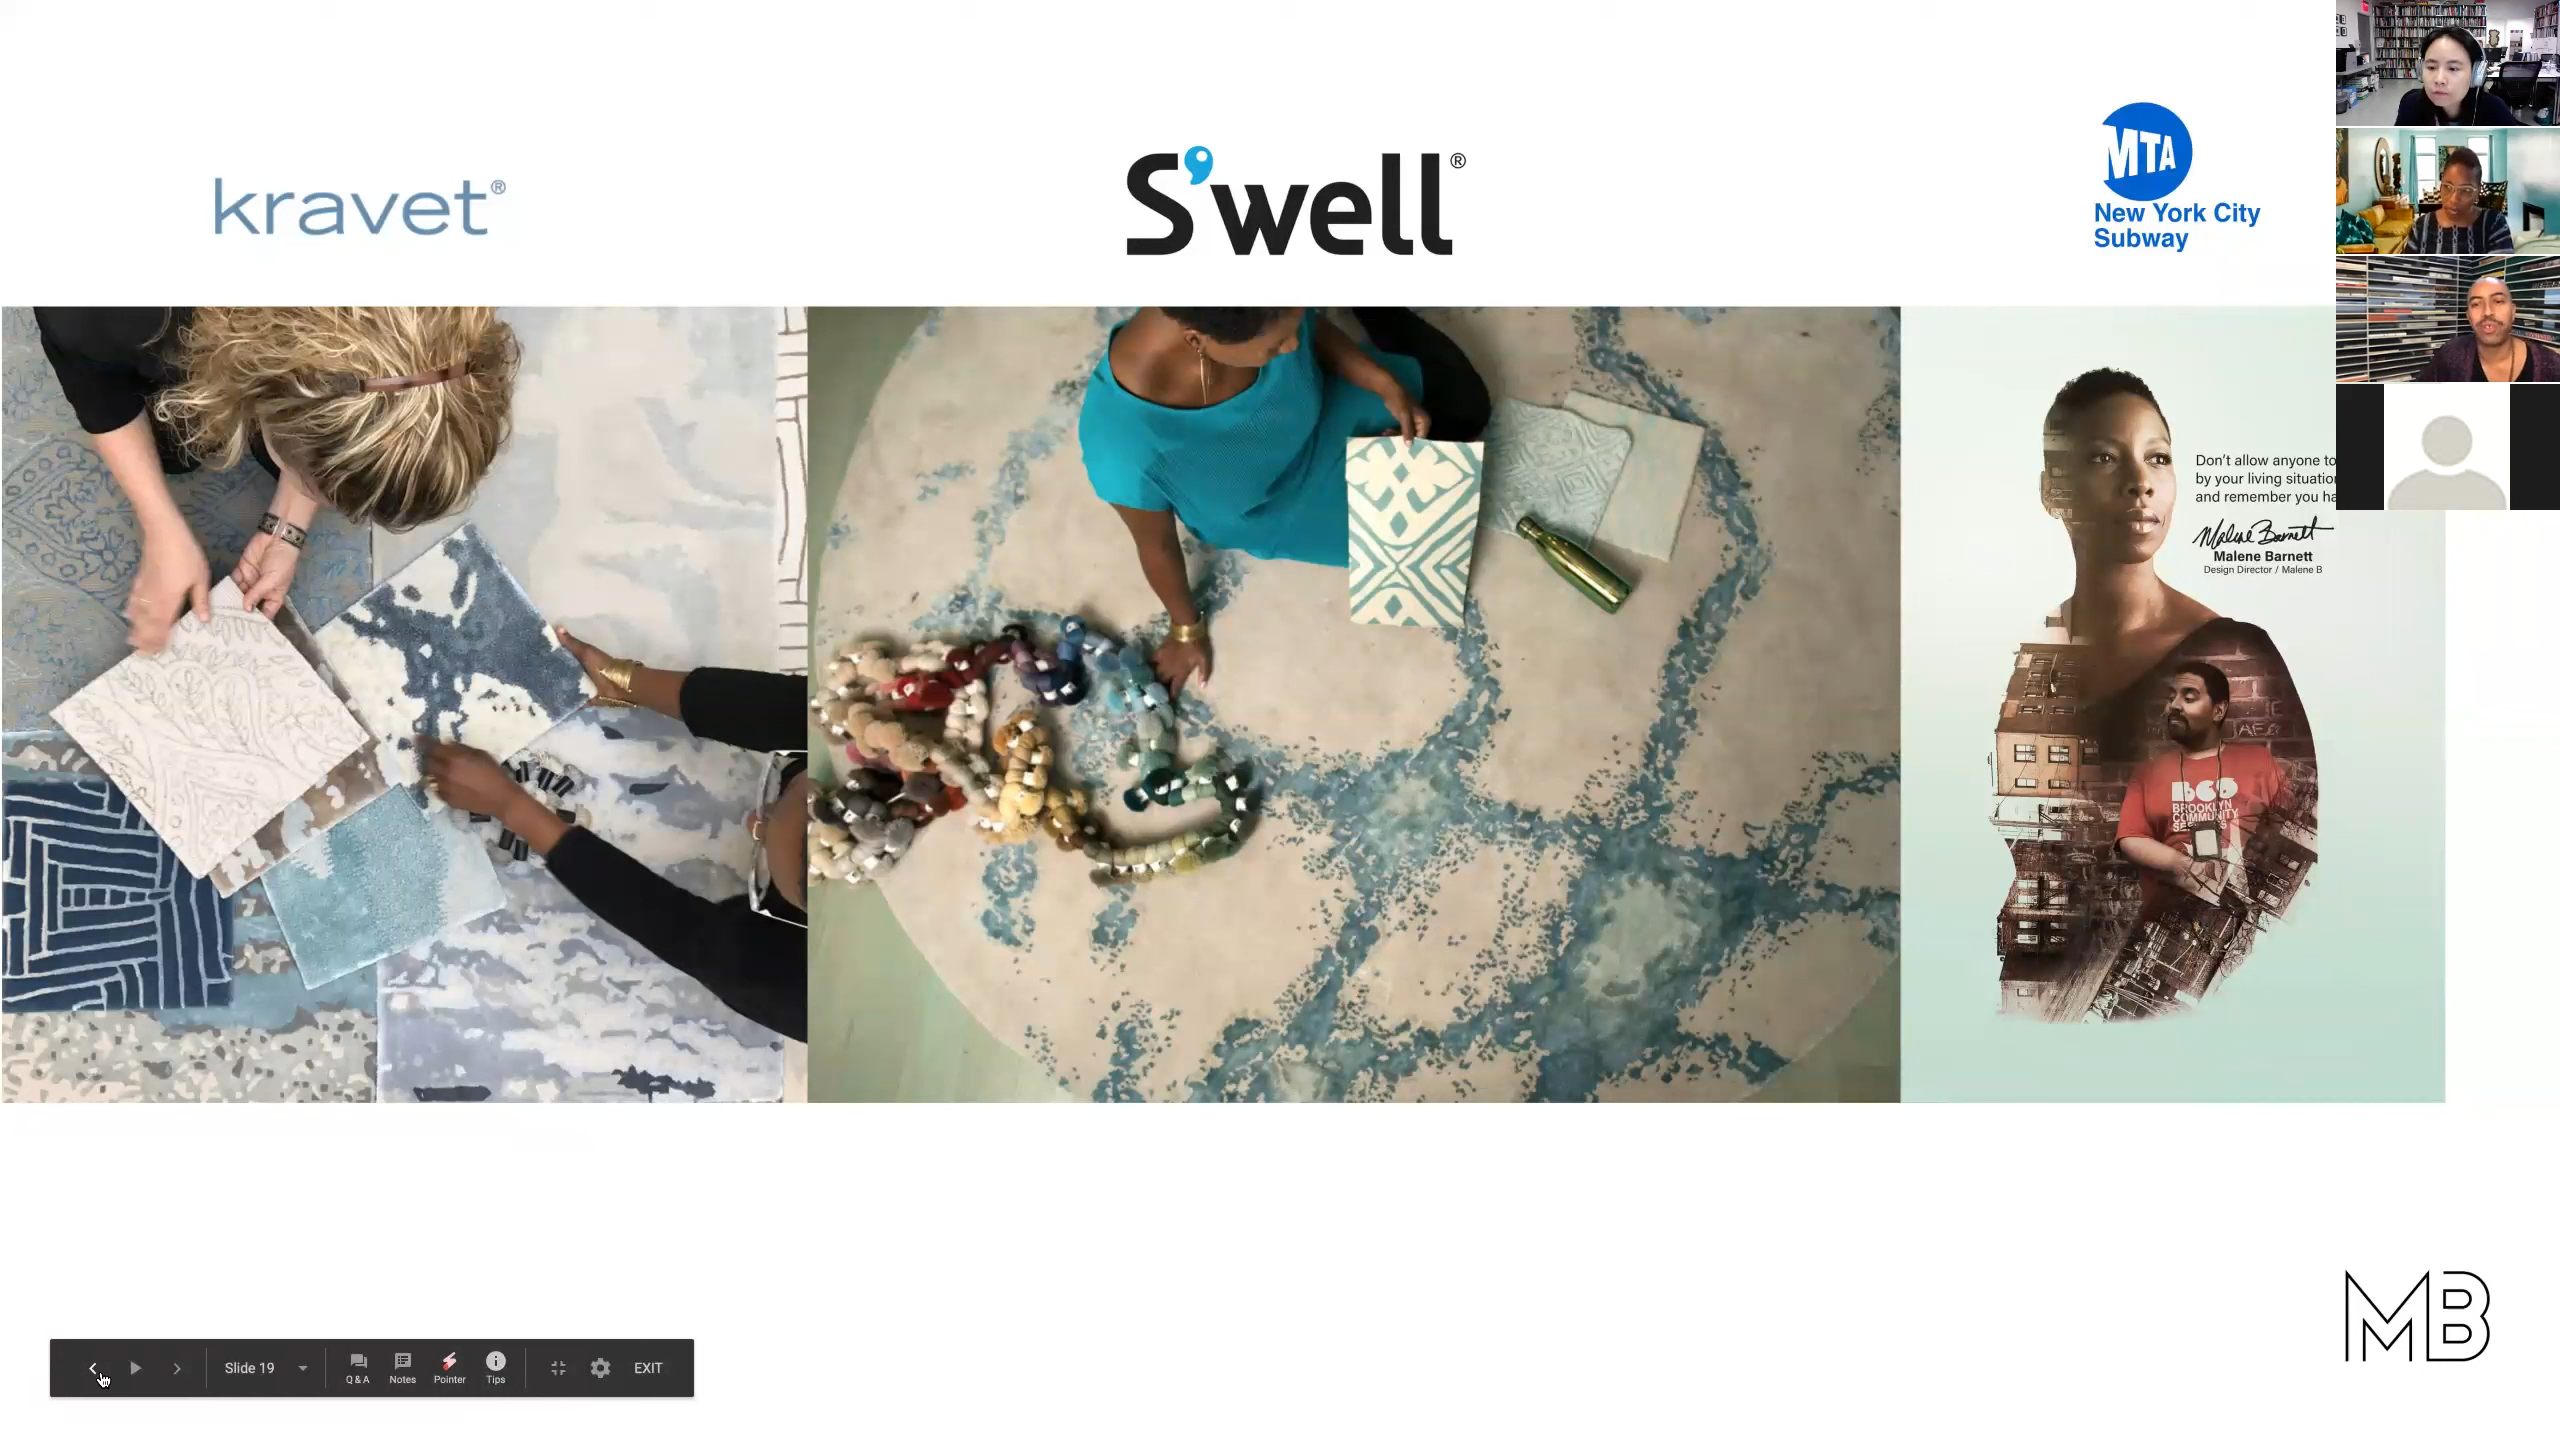 kravet®
S'well®
MTA
New York City
Subway
Don't allow anyone to
by your living situation
and remember you ha
Malene Barnett
Malene Barnett
Design Director / Malene B
BCS
BROOKLYN
COMMUNITY
MB
Slide 19
Q & A
Notes
Pointer
Tips
EXIT